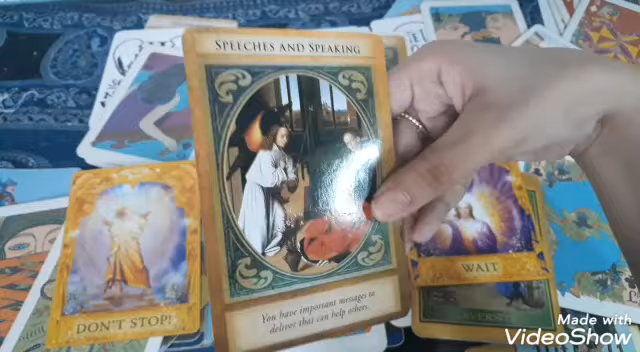 SPEECHES AND SPEAKING
You have important messages to
deliver that can help others.
DON'T STOP!
WAIT
Made with
VideoShow